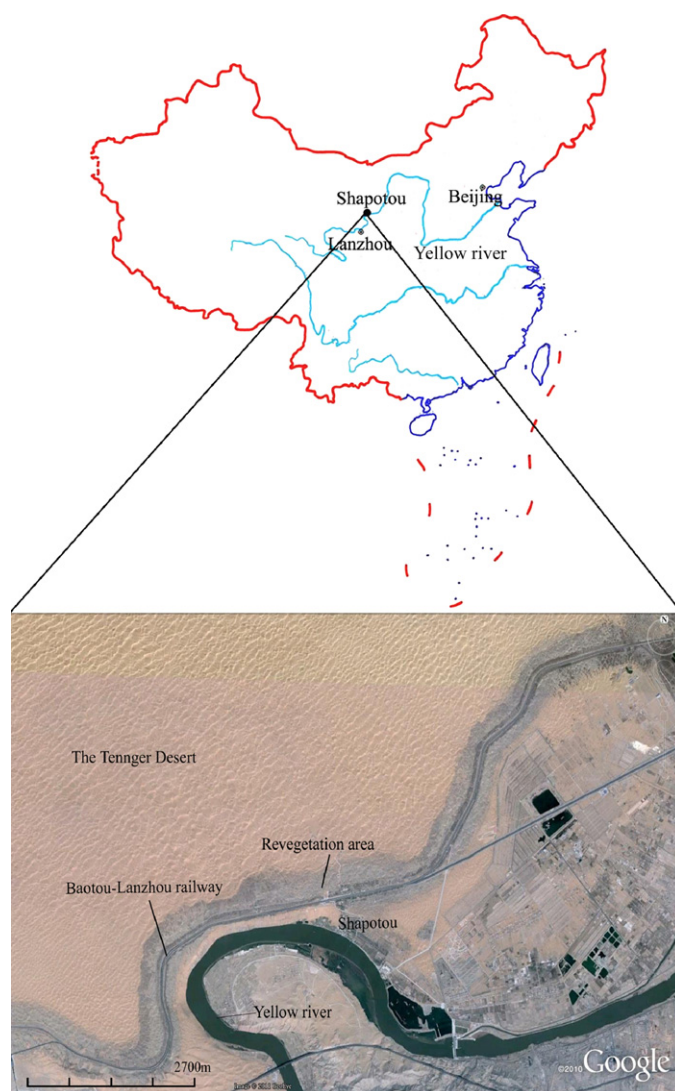 Shapotou
Beijing
Lanzhou
Yellow river
N
The Tennger Desert
Revegetation area
Baotou-Lanzhou railway
Shapotou
Yellow river
2700m
©2010 Google